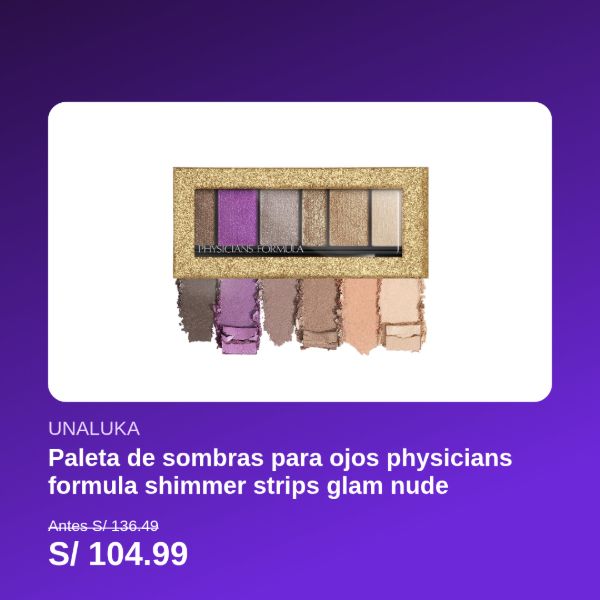 PHYSICIANS FORMULA
UNALUKA
Paleta de sombras para ojos physicians
formula shimmer strips glam nude
Antes S/ 136.49
S/ 104.99